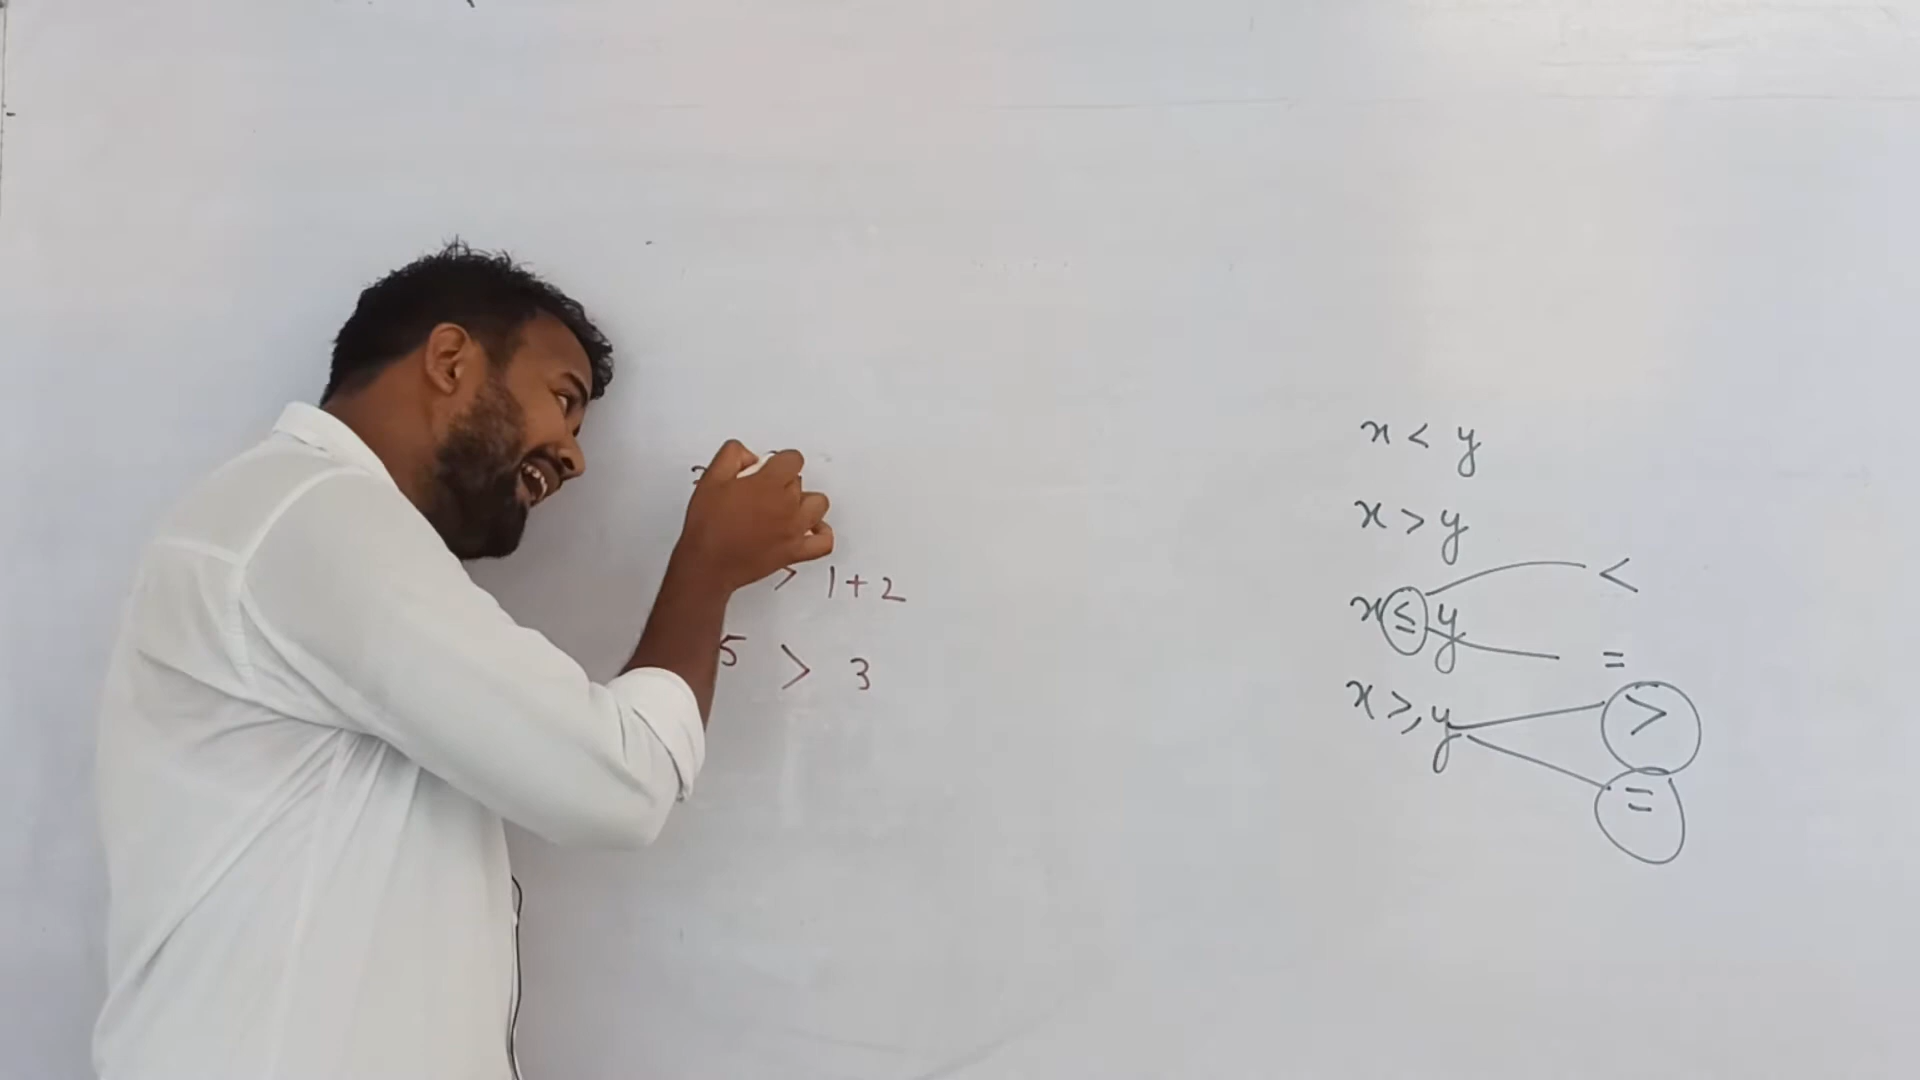 > 1+2
5 > 3
x < y
x > y
x ≤ y <
=
x ≥ y >
=